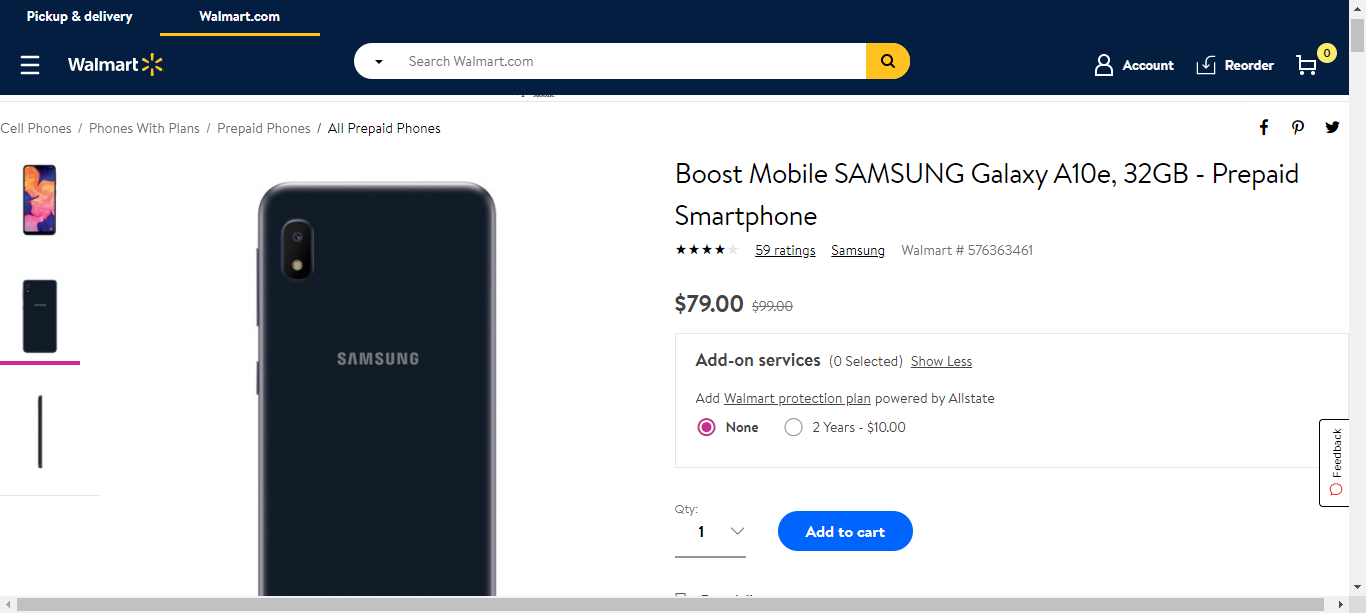 Pickup & delivery
Walmart.com
Walmart
Search Walmart.com
Account
Reorder
0
Cell Phones / Phones With Plans / Prepaid Phones / All Prepaid Phones
SAMSUNG
Boost Mobile SAMSUNG Galaxy A10e, 32GB - Prepaid
Smartphone
59 ratings
Samsung
Walmart # 576363461
$79.00 $99.00
Add-on services (0 Selected) Show Less
Add Walmart protection plan powered by Allstate
None
2 Years - $10.00
Feedback
Qty:
1
Add to cart